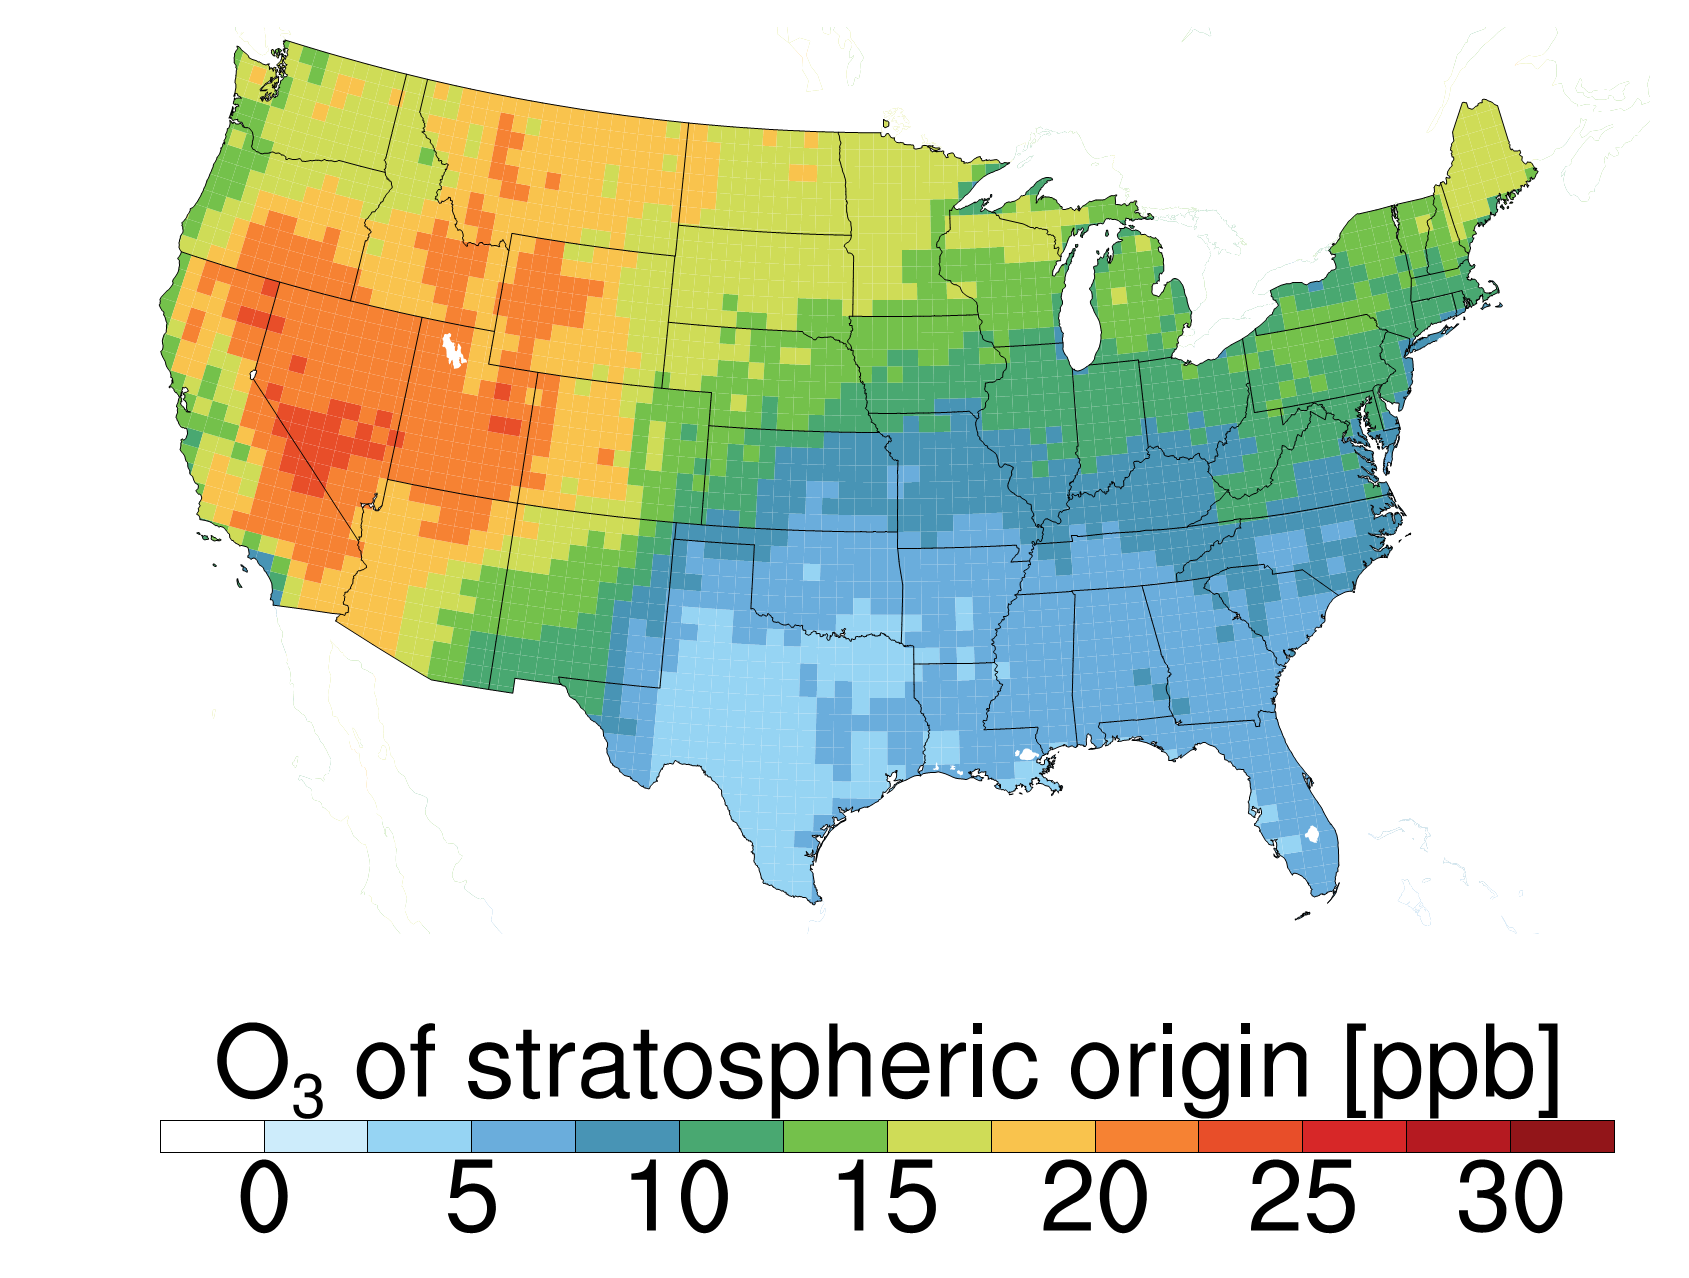 O₃ of stratospheric origin [ppb]
0 5 10 15 20 25 30